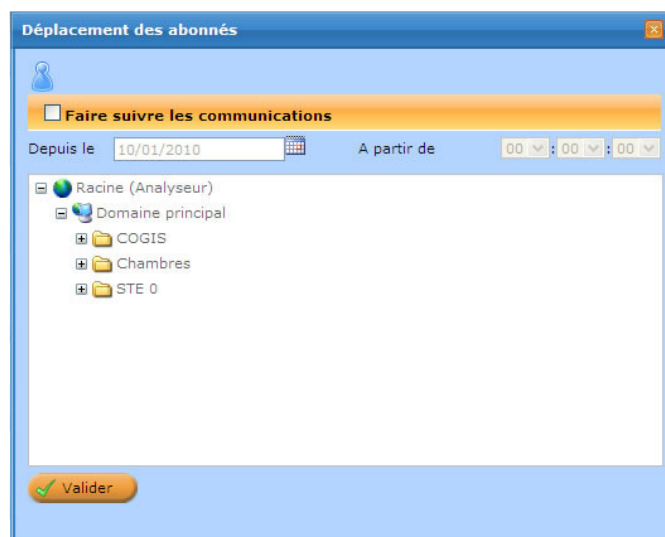 Déplacement des abonnés
Faire suivre les communications
Depuis le 10/01/2010 A partir de 00 : 00 : 00
Racine (Analyseur)
Domaine principal
COGIS
Chambres
STE 0
Valider